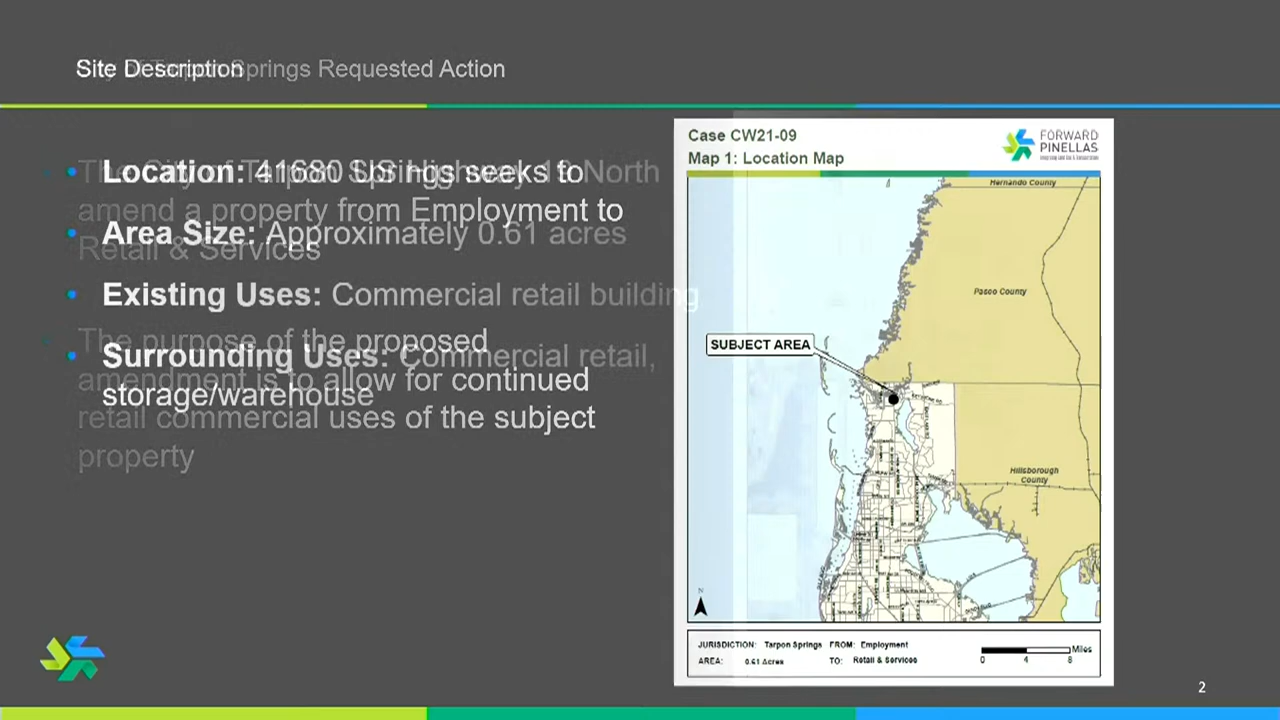 Site Description
City of Tarpon Springs Requested Action
Location: 41680 US Highway 19 North
Area Size: Approximately 0.61 acres
Existing Uses: Commercial retail building
Surrounding Uses: Commercial retail,
storage/warehouse
The City of Tarpon Springs seeks to
amend a property from Employment to
Retail & Services
The purpose of the proposed
amendment is to allow for continued
retail commercial uses of the subject
property
Case CW21-09
Map 1: Location Map
FORWARD
PINELLAS
Hernando County
Pasco County
SUBJECT AREA
Hillsborough
County
N
JURISDICTION: Tarpon Springs FROM: Employment
AREA: 0.61 Acres TO: Retail & Services
Miles
0 4 8
2